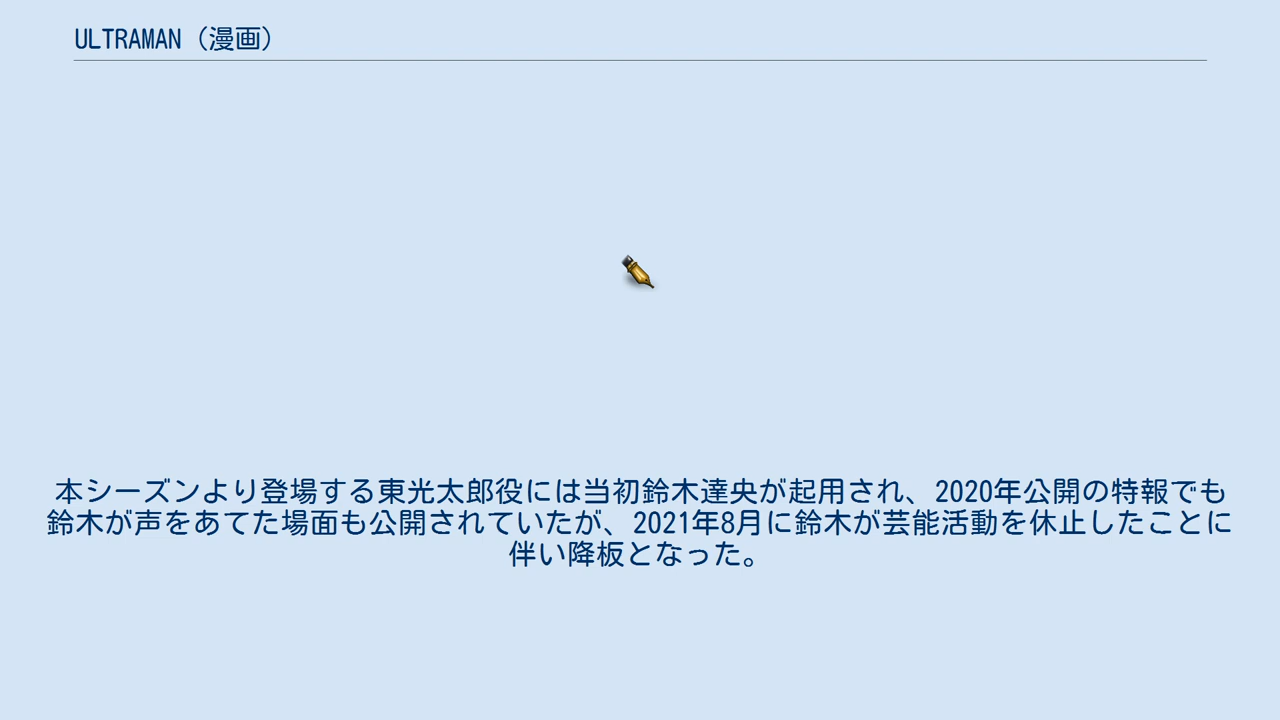 ULTRAMAN（漫画）
本シーズンより登場する東光太郎役には当初鈴木達央が起用され、2020年公開の特報でも
鈴木が声をあてた場面も公開されていたが、2021年8月に鈴木が芸能活動を休止したことに
伴い降板となった。